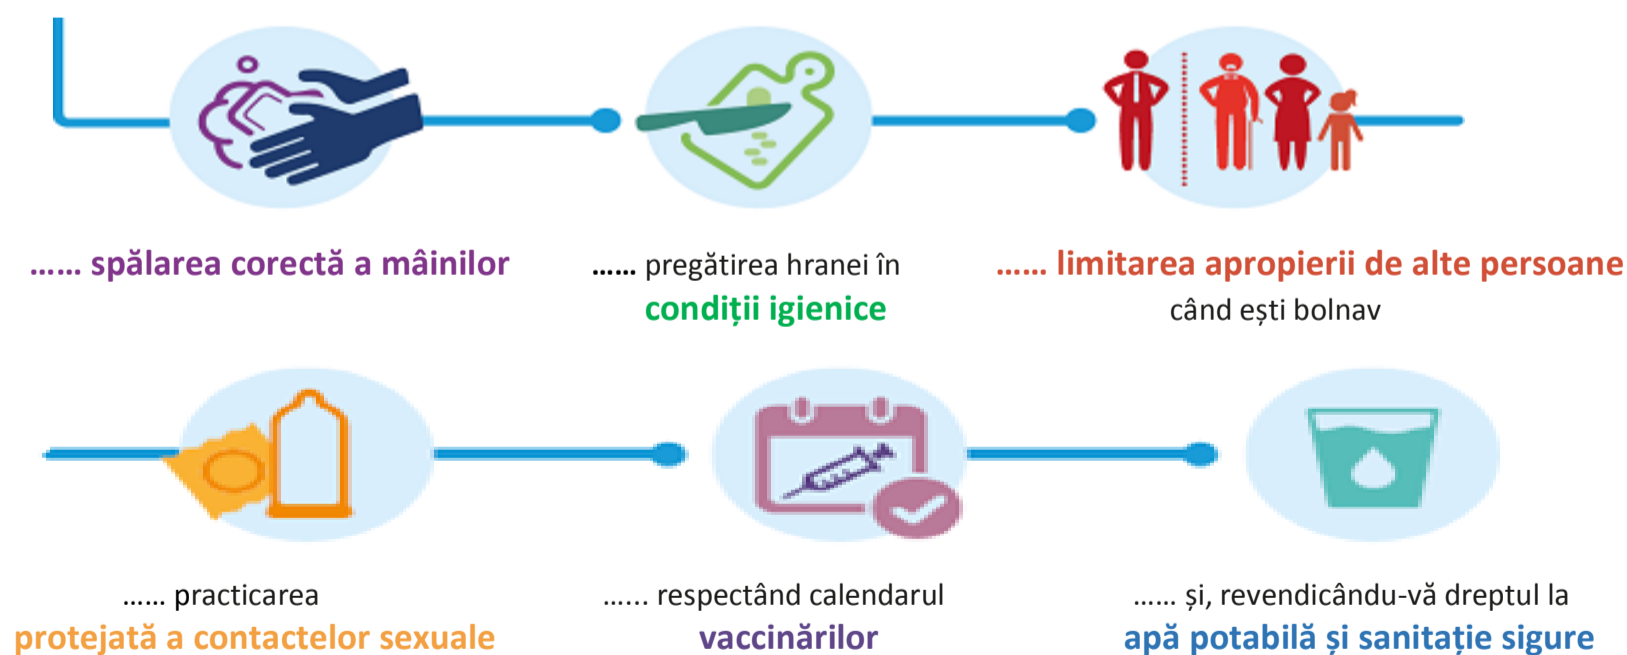 ...... spălarea corectă a mâinilor
...... pregătirea hranei în
condiții igienice
...... limitarea apropierii de alte persoane
când ești bolnav
...... practicarea
protejată a contactelor sexuale
...... respectând calendarul
vaccinărilor
...... și, revendicându-vă dreptul la
apă potabilă și sanitație sigure